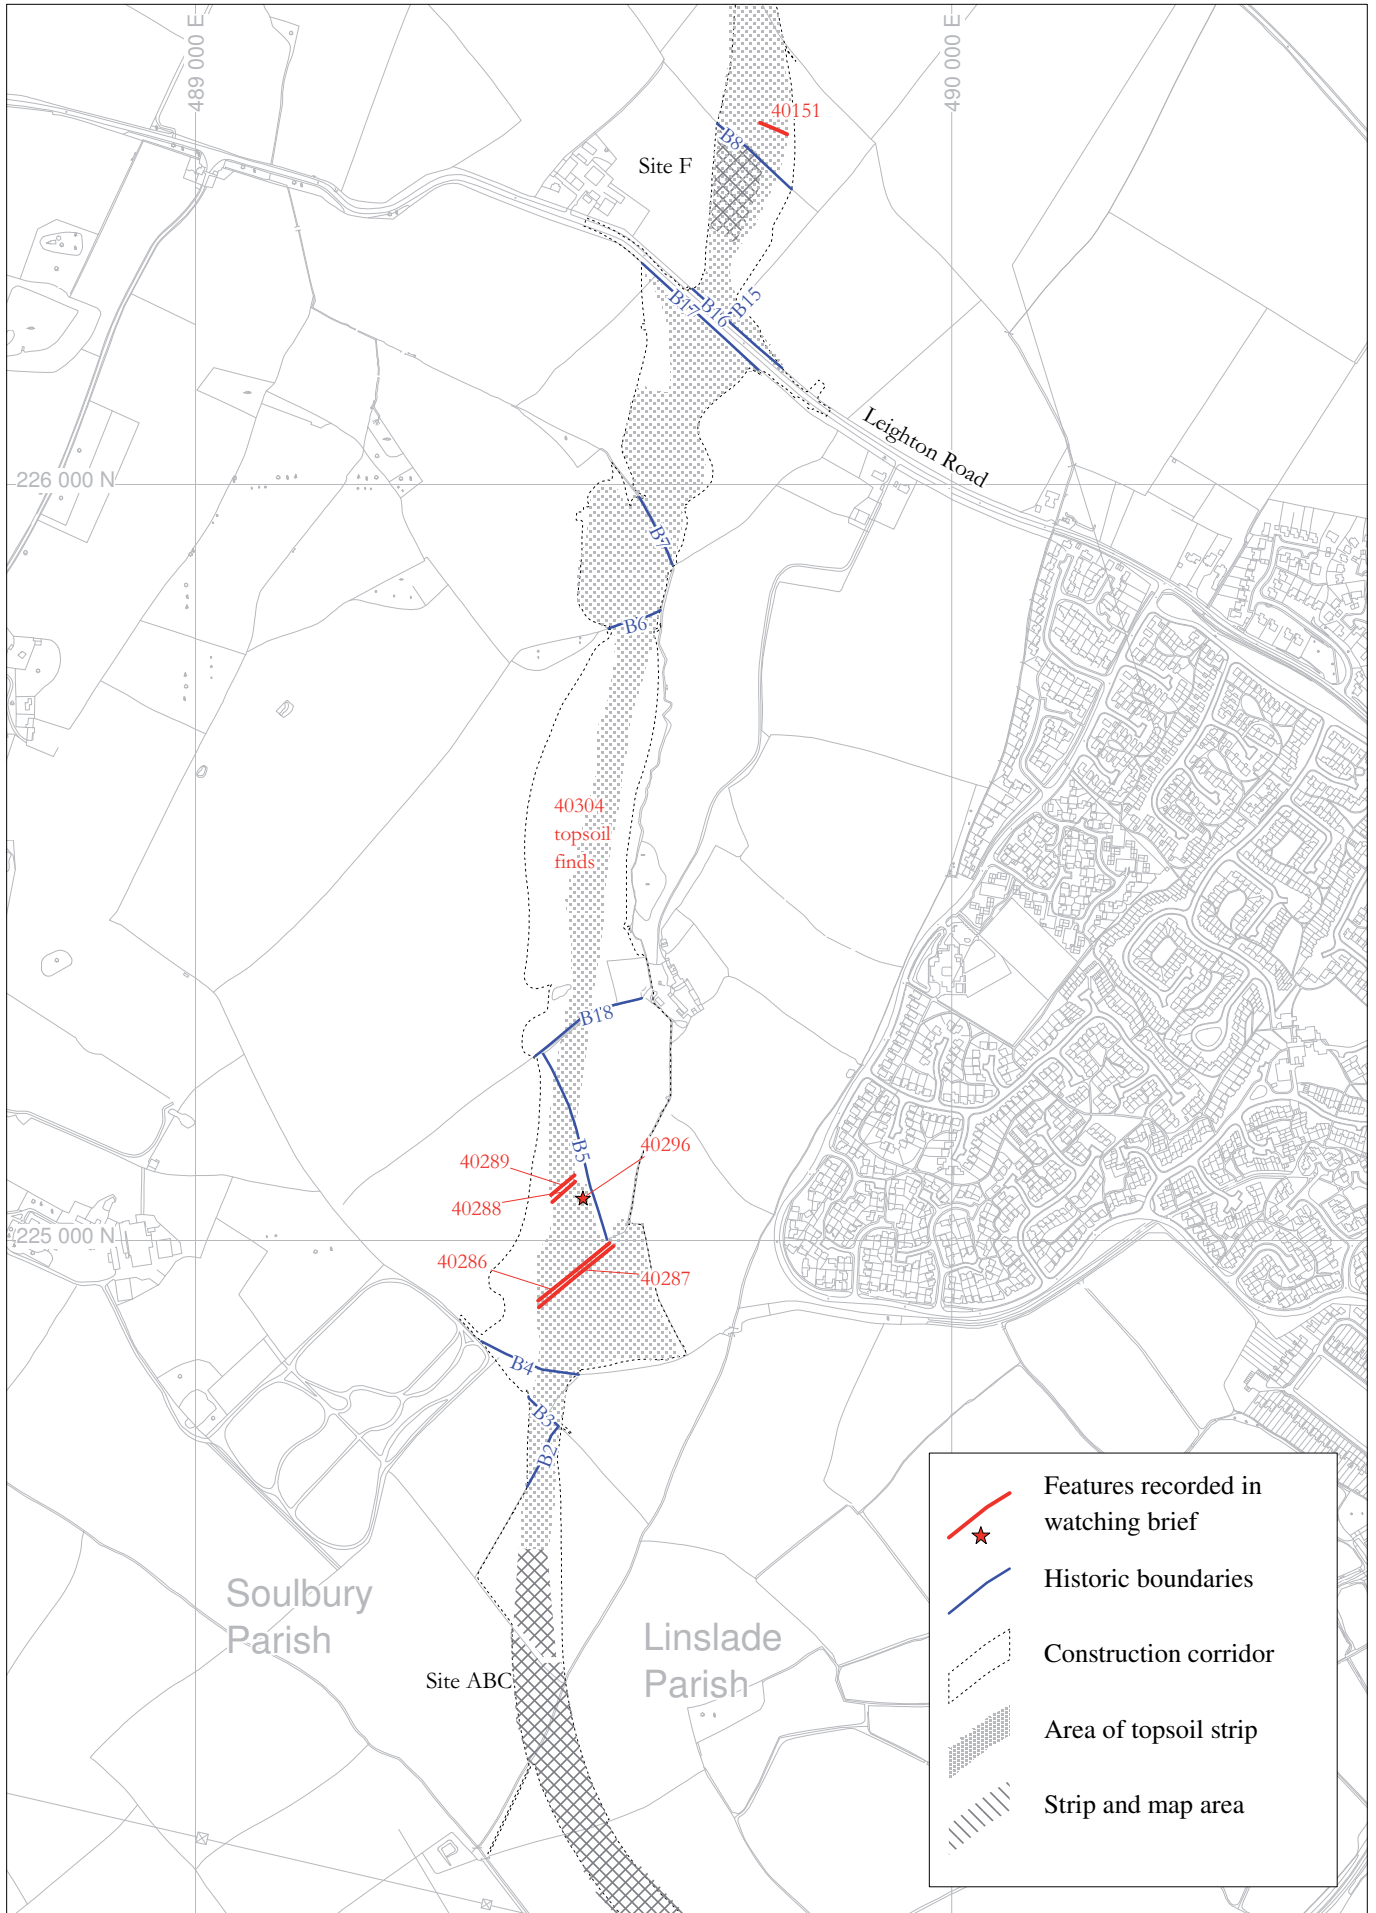 489 000 E
490 000 E
40151
B8
Site F
B15
B16
B17
Leighton Road
226 000 N
B7
B6
40304
topsoil
finds
B18
B5
40296
40289
40288
225 000 N
40286
40287
B4
B3
B2
Features recorded in
watching brief
Historic boundaries
Soulbury
Parish
Linslade
Parish
Construction corridor
Site ABC
Area of topsoil strip
Strip and map area